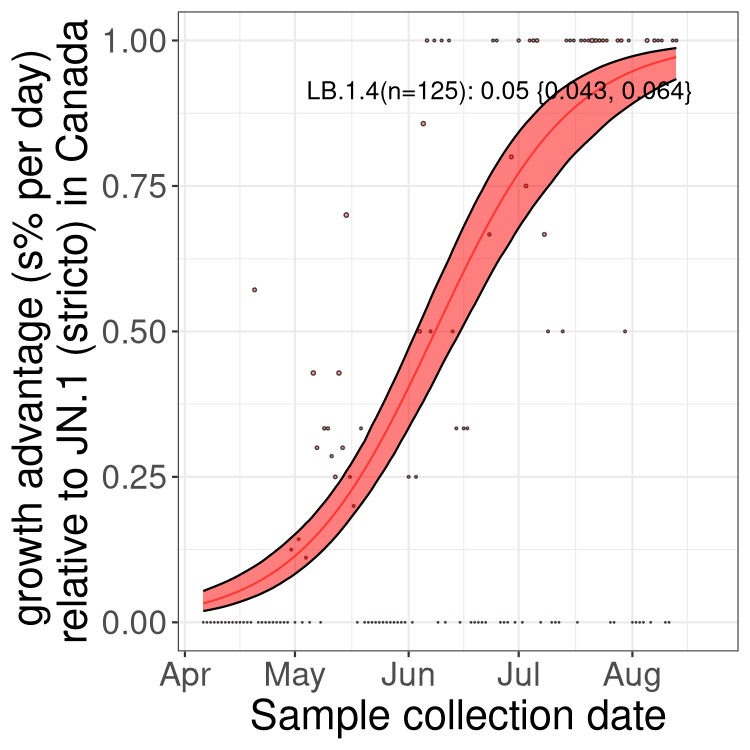 growth advantage (s% per day)
relative to JN.1 (stricto) in Canada
1.00
0.75
0.50
0.25
0.00
LB.1.4(n=125): 0.05 {0.043, 0.064}
Apr May Jun Jul Aug
Sample collection date